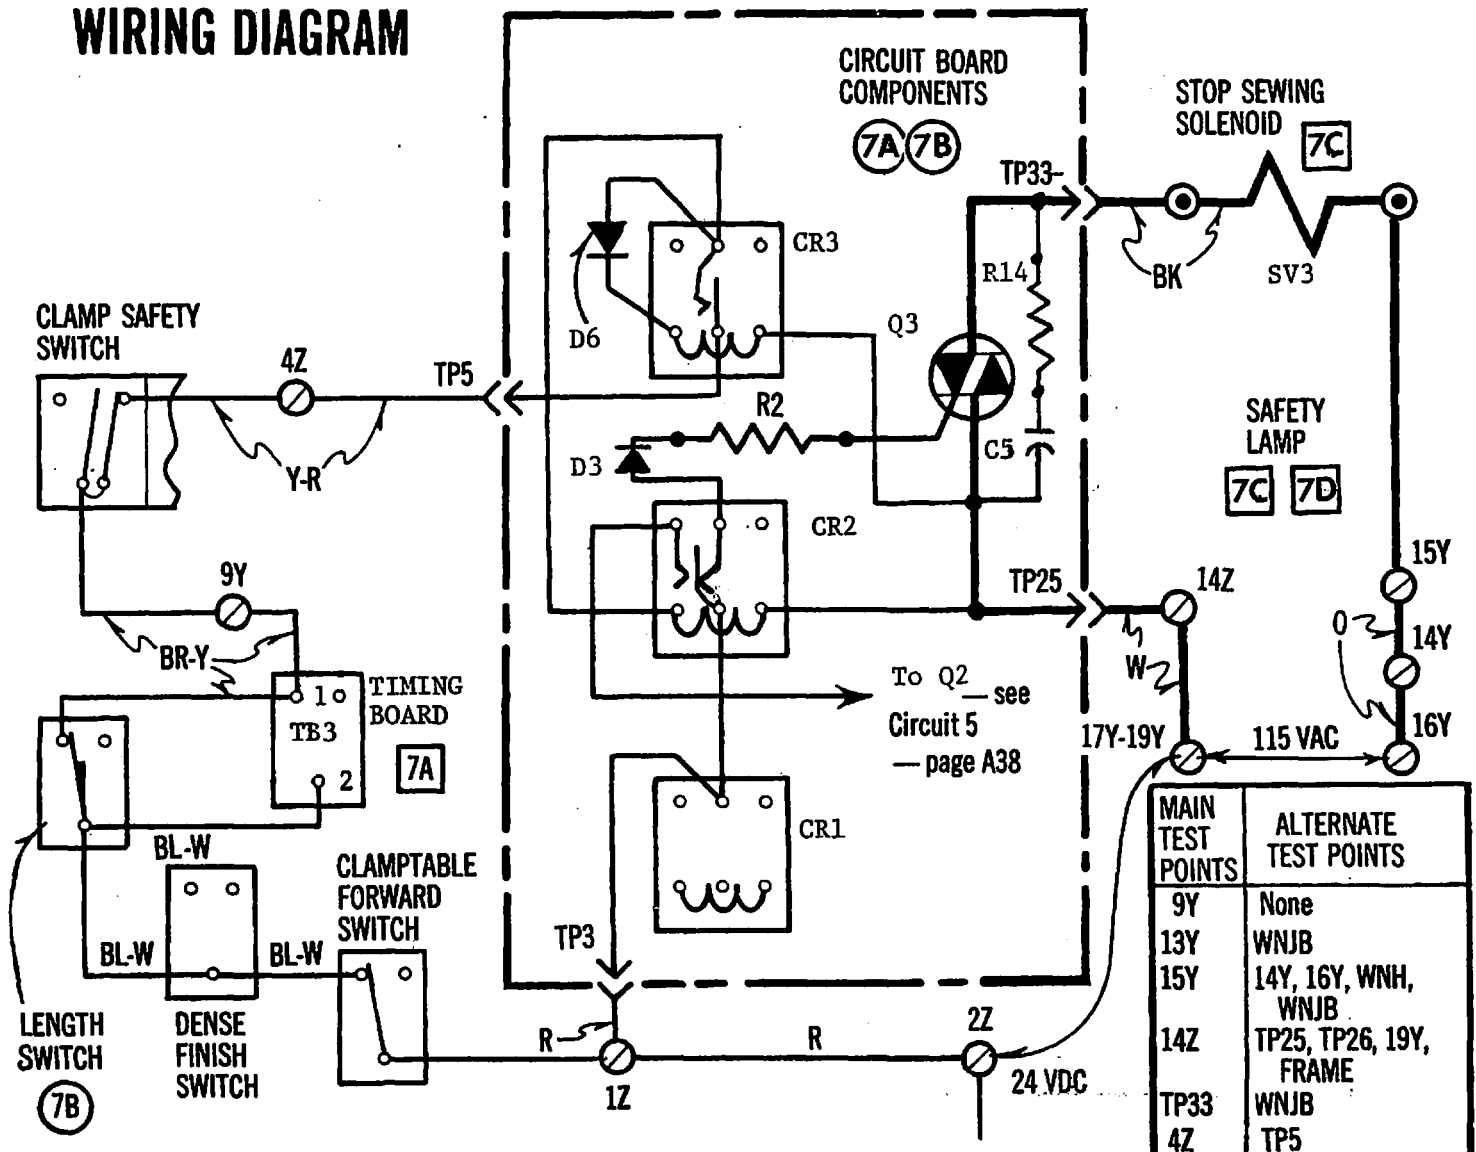 WIRING DIAGRAM
CIRCUIT BOARD
COMPONENTS
7A 7B
STOP SEWING
SOLENOID
7C
TP33-
BK
SV3
R14
CR3
D6
Q3
CLAMP SAFETY
SWITCH
4Z
TP5
Y-R
R2
D3
C5
CR2
SAFETY
LAMP
7C 7D
9Y
BR-Y
TP25
14Z
W
15Y
O
14Y
16Y
TIMING
BOARD
1
TB3
2
7A
To Q2
— see
Circuit 5
— page A38
17Y-19Y
115 VAC
CR1
BL-W
CLAMPTABLE
FORWARD
SWITCH
TP3
BL-W
BL-W
LENGTH
SWITCH
7B
DENSE
FINISH
SWITCH
R
1Z
R
2Z
24 VDC
MAIN
TEST
POINTS
ALTERNATE
TEST POINTS
9Y None
13Y WNJB
15Y 14Y, 16Y, WNH,
WNJB
14Z TP25, TP26, 19Y,
FRAME
TP33 WNJB
4Z TP5